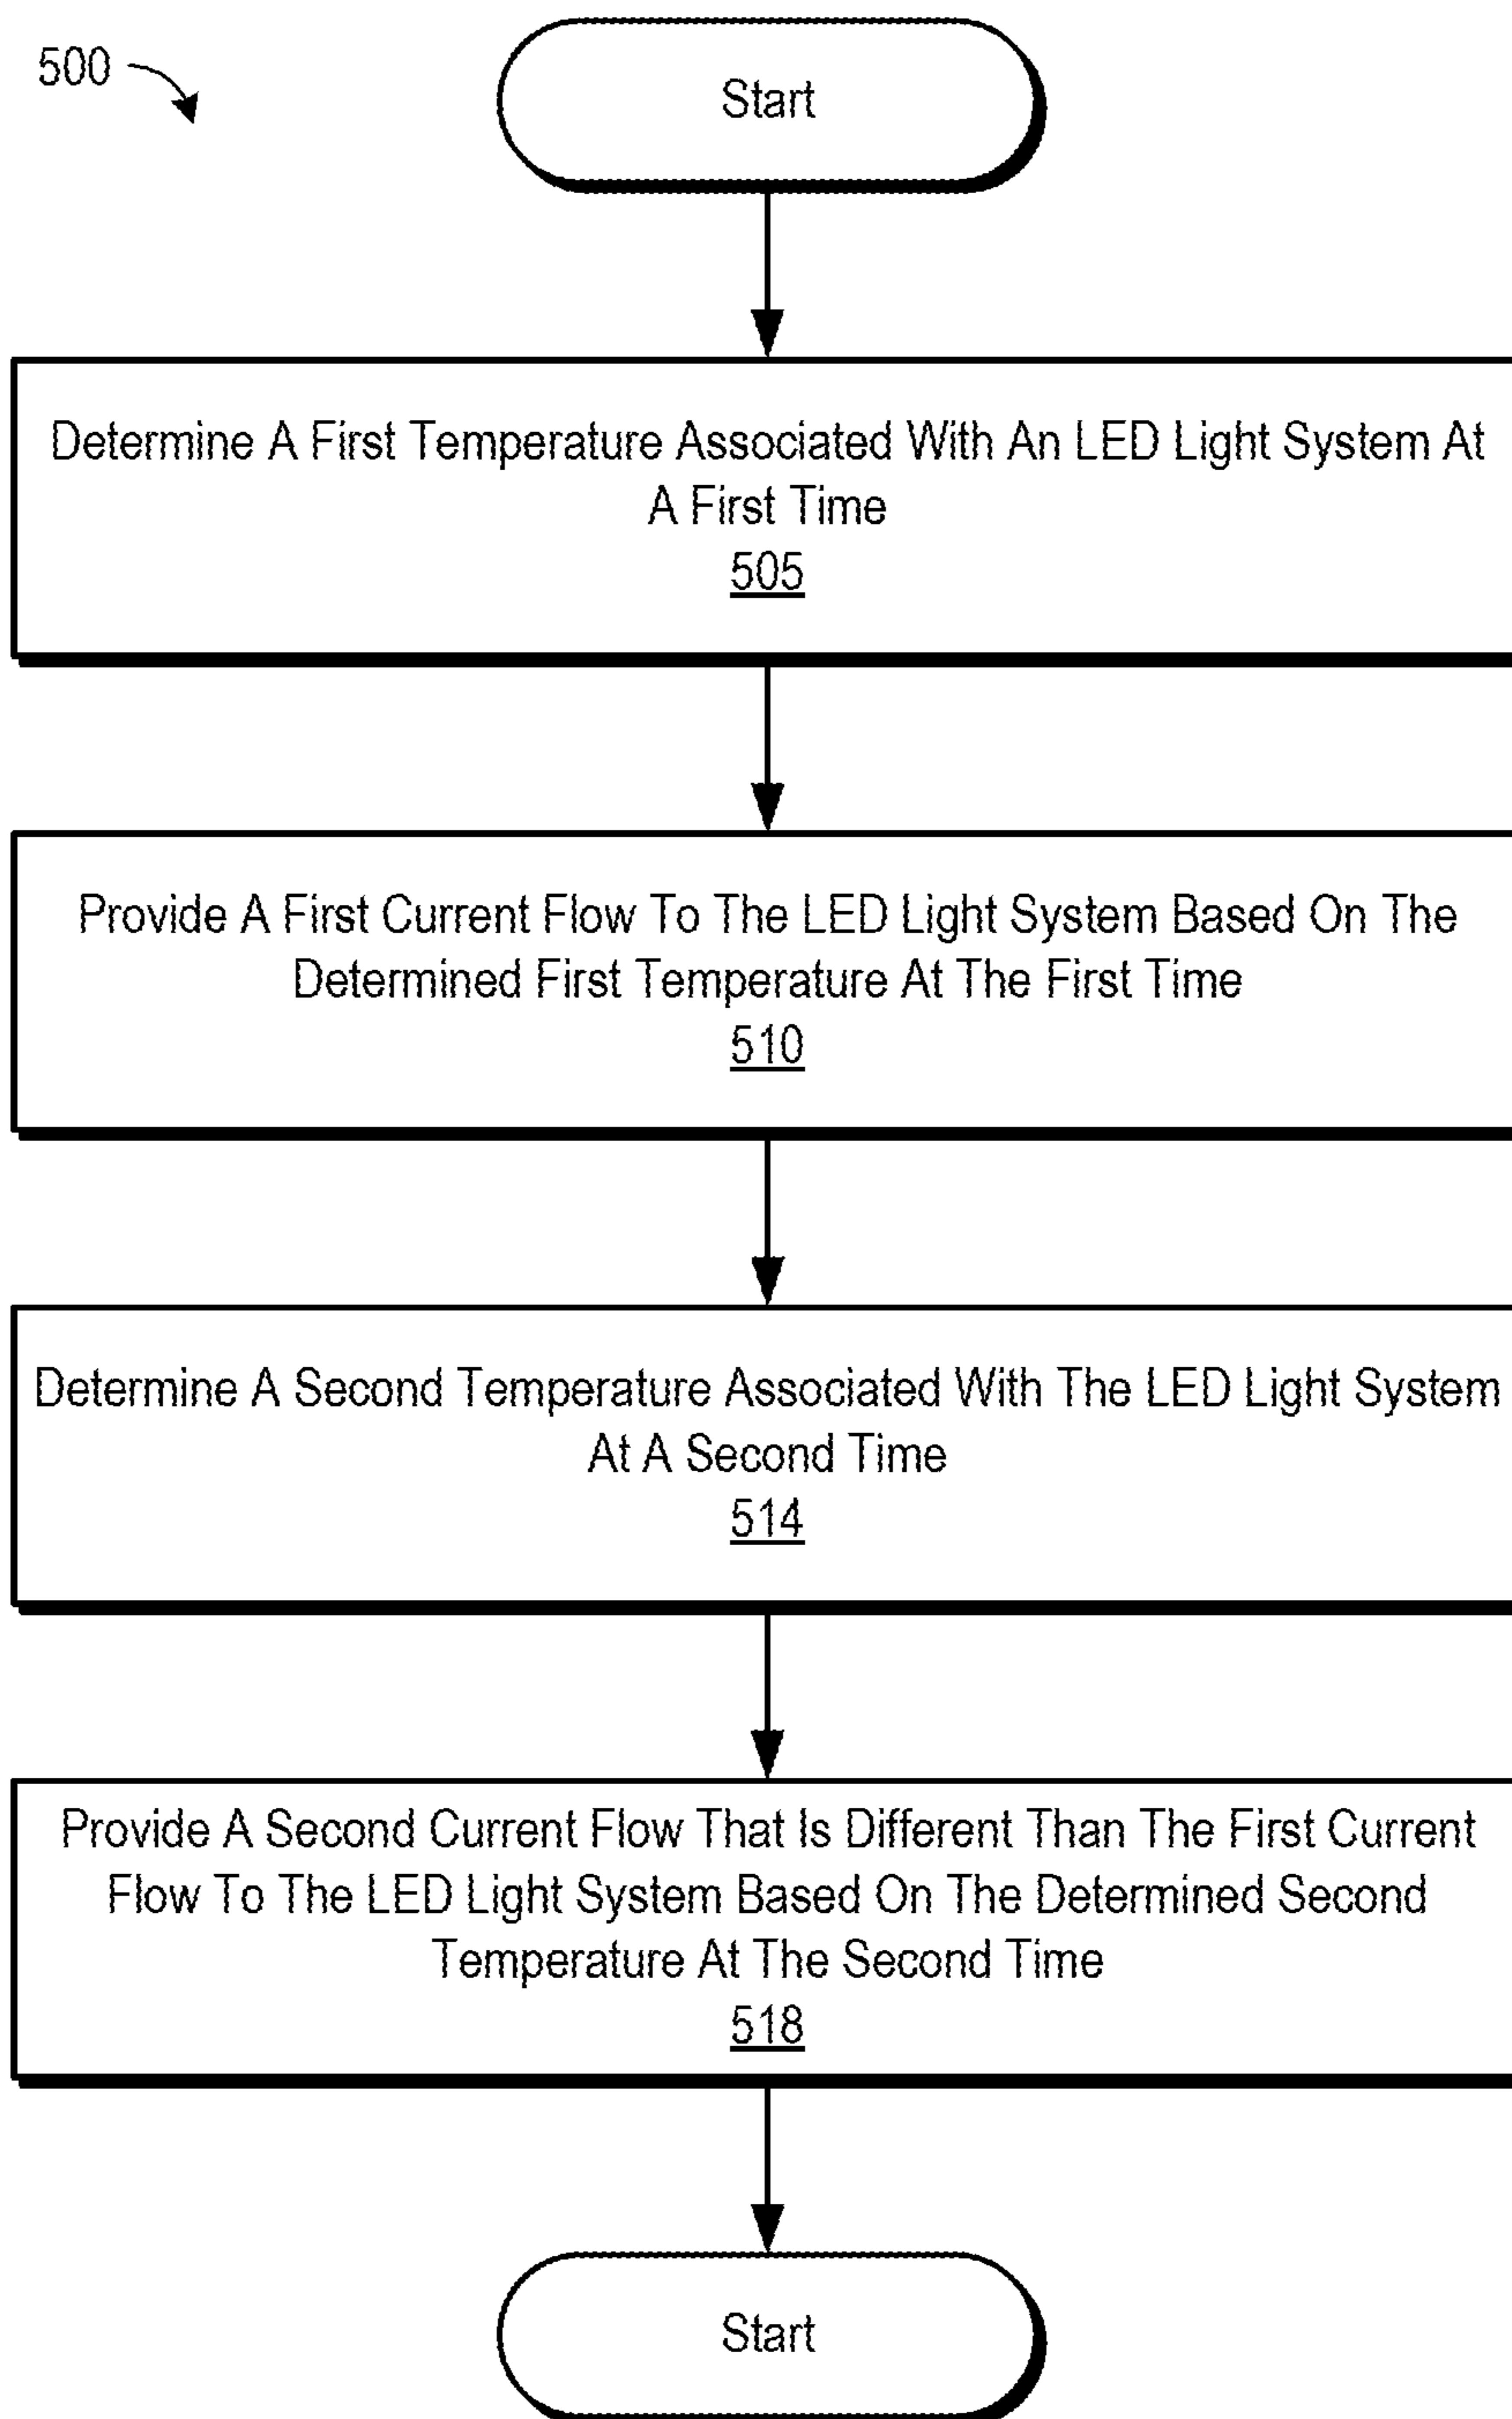 500
Start
Determine A First Temperature Associated With An LED Light System At
A First Time
505
Provide A First Current Flow To The LED Light System Based On The
Determined First Temperature At The First Time
510
Determine A Second Temperature Associated With The LED Light System
At A Second Time
514
Provide A Second Current Flow That Is Different Than The First Current
Flow To The LED Light System Based On The Determined Second
Temperature At The Second Time
518
Start